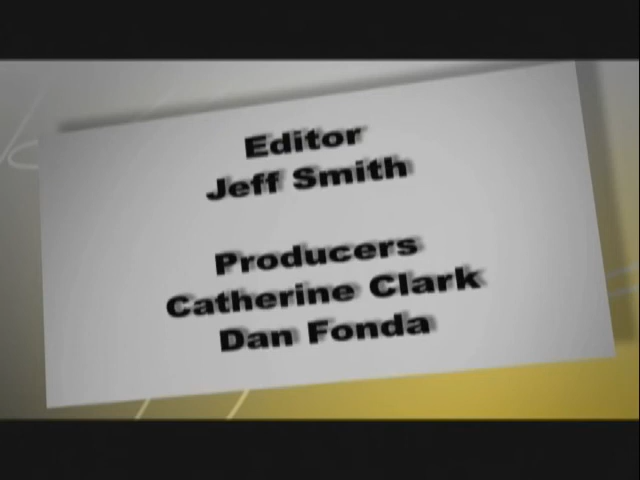 Editor
Jeff Smith
Producers
Catherine Clark
Dan Fonda